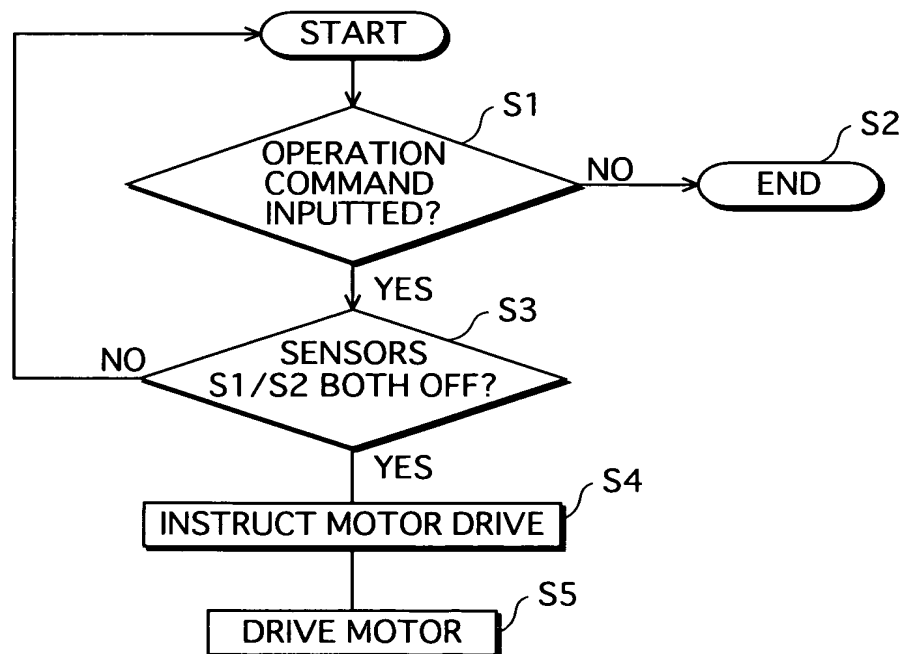 START
S1
OPERATION
COMMAND
INPUTTED?
NO
S2
END
YES
S3
NO
SENSORS
S1/S2 BOTH OFF?
YES
S4
INSTRUCT MOTOR DRIVE
S5
DRIVE MOTOR